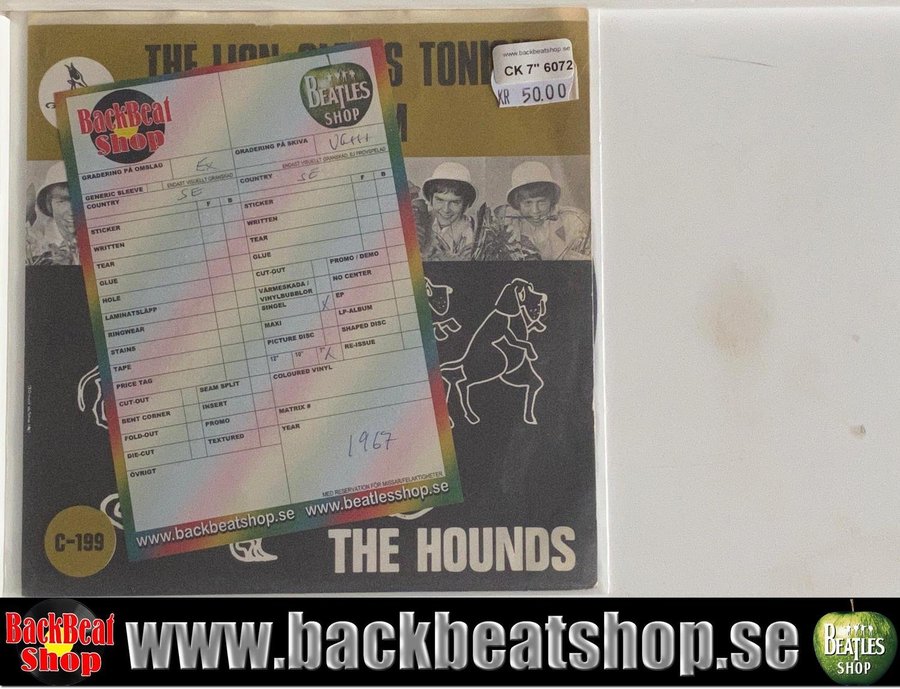 THE LION S TONI
www.backbeatshop.se
CK 7" 6072
KR 50.00
BackBeat Shop
BEATLES SHOP
GRADERING PÅ OMSLAG Ex
ENDAST VISUELLT GRANSKAD
GENERIC SLEEVE
COUNTRY SE F B
STICKER
WRITTEN
TEAR
GLUE
HOLE
LAMINATSLÄPP
RINGWEAR
STAINS
TAPE
PRICE TAG
CUT-OUT SEAM SPLIT
BENT CORNER INSERT
FOLD-OUT PROMO
DIE-CUT TEXTURED
ÖVRIGT
GRADERING PÅ SKIVA VG+++
ENDAST VISUELLT GRANSKAD, EJ PROVSPELAD
COUNTRY SE F B
STICKER
WRITTEN
TEAR
GLUE
CUT-OUT PROMO / DEMO
VÄRMESKADA / VINYLBUBBLOR NO CENTER
SINGEL X EP
MAXI LP-ALBUM
PICTURE DISC SHAPED DISC
12" 10" 7" X RE-ISSUE
COLOURED VINYL
MATRIX #
YEAR 1967
MED RESERVATION FÖR MISSAR/FELAKTIGHETER
www.backbeatshop.se www.beatlesshop.se
C-199
THE HOUNDS
BackBeat Shop
www.backbeatshop.se
BEATLES SHOP